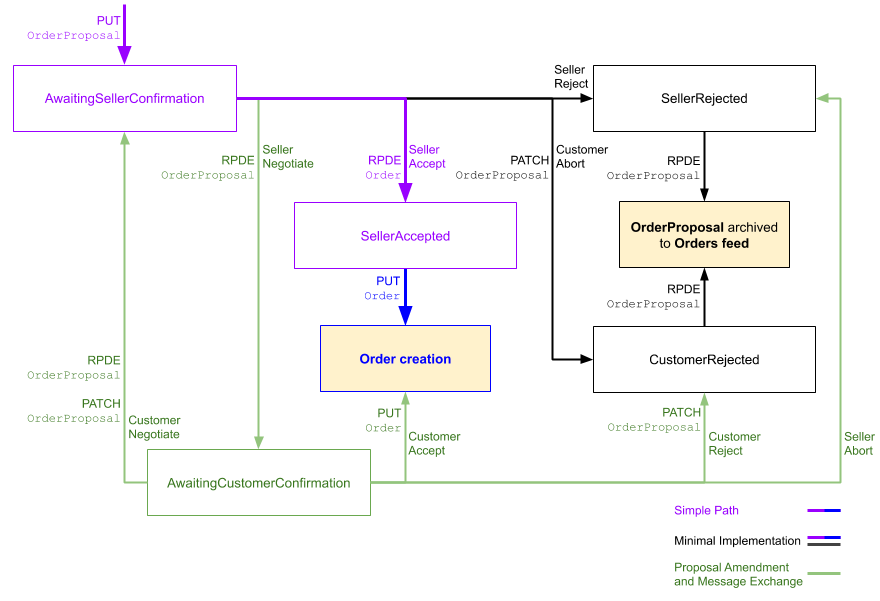 PUT
OrderProposal
AwaitingSellerConfirmation
Seller
Reject
SellerRejected
RPDE
OrderProposal
Seller
Negotiate
RPDE
Order
Seller
Accept
PATCH
OrderProposal
Customer
Abort
RPDE
OrderProposal
SellerAccepted
OrderProposal archived
to Orders feed
PUT
Order
RPDE
OrderProposal
Order creation
CustomerRejected
RPDE
OrderProposal
PATCH
OrderProposal
Customer
Negotiate
PUT
Order
Customer
Accept
PATCH
OrderProposal
Customer
Reject
Seller
Abort
AwaitingCustomerConfirmation
Simple Path
Minimal Implementation
Proposal Amendment
and Message Exchange